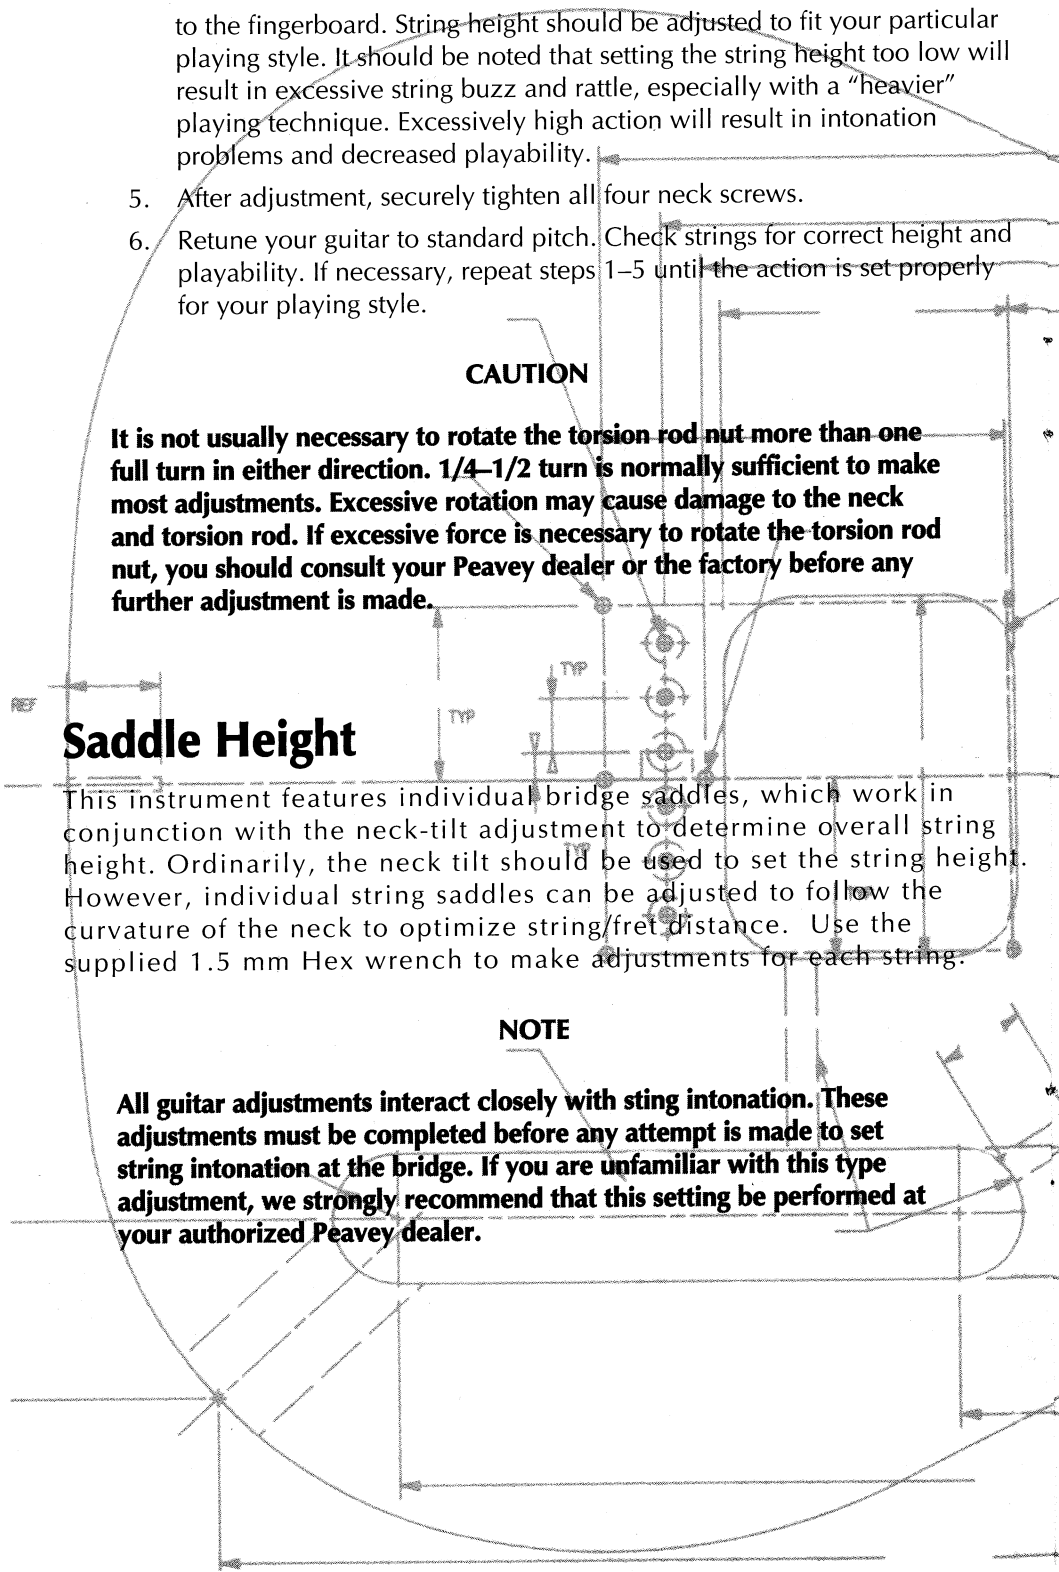 to the fingerboard. String height should be adjusted to fit your particular
playing style. It should be noted that setting the string height too low will
result in excessive string buzz and rattle, especially with a “heavier”
playing technique. Excessively high action will result in intonation
problems and decreased playability.
5. After adjustment, securely tighten all four neck screws.
6. Retune your guitar to standard pitch. Check strings for correct height and
playability. If necessary, repeat steps 1–5 until the action is set properly
for your playing style.
CAUTION
It is not usually necessary to rotate the torsion rod nut more than one
full turn in either direction. 1/4–1/2 turn is normally sufficient to make
most adjustments. Excessive rotation may cause damage to the neck
and torsion rod. If excessive force is necessary to rotate the torsion rod
nut, you should consult your Peavey dealer or the factory before any
further adjustment is made.
TYP
REF
TYP
Saddle Height
This instrument features individual bridge saddles, which work in
conjunction with the neck-tilt adjustment to determine overall string
TYP
height. Ordinarily, the neck tilt should be used to set the string height.
However, individual string saddles can be adjusted to follow the
curvature of the neck to optimize string/fret distance. Use the
supplied 1.5 mm Hex wrench to make adjustments for each string.
NOTE
All guitar adjustments interact closely with sting intonation. These
adjustments must be completed before any attempt is made to set
string intonation at the bridge. If you are unfamiliar with this type
adjustment, we strongly recommend that this setting be performed at
your authorized Peavey dealer.